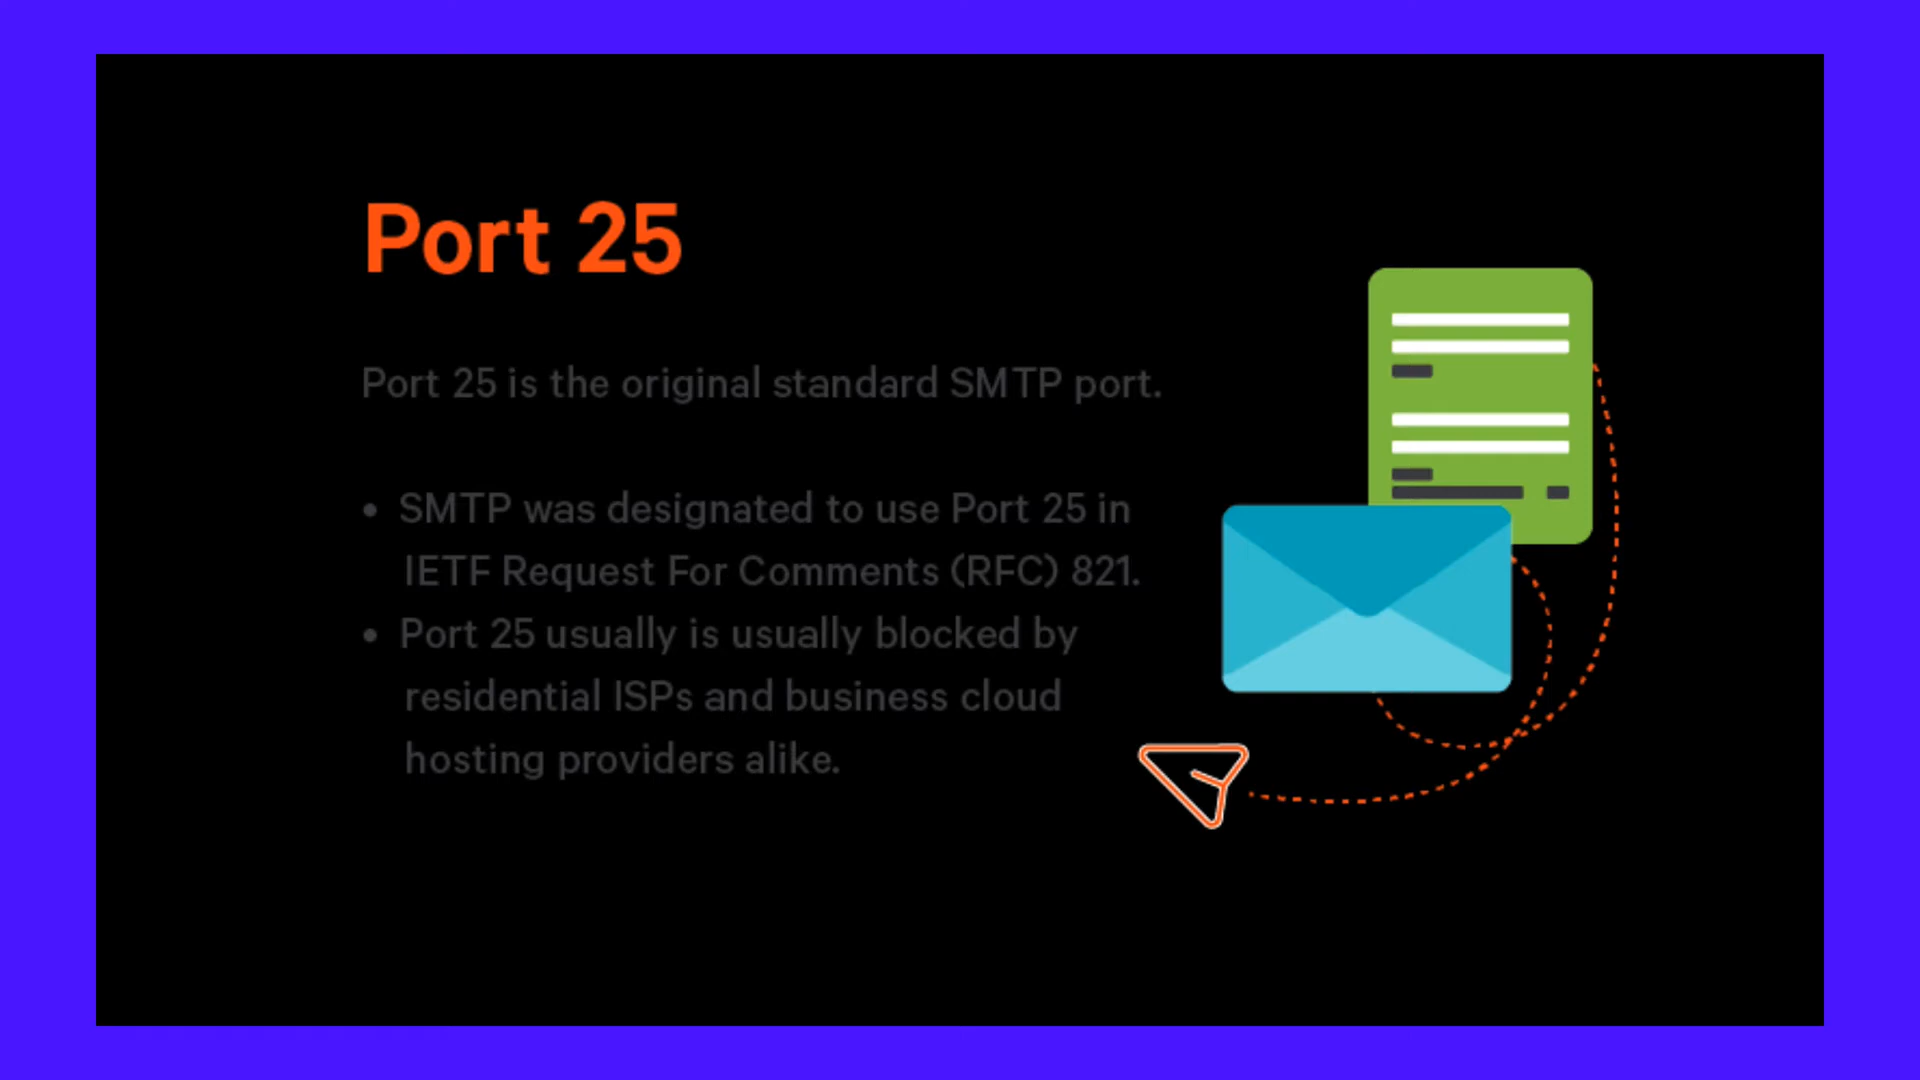 Port 25
Port 25 is the original standard SMTP port.
• SMTP was designated to use Port 25 in
IETF Request For Comments (RFC) 821.
• Port 25 usually is usually blocked by
residential ISPs and business cloud
hosting providers alike.